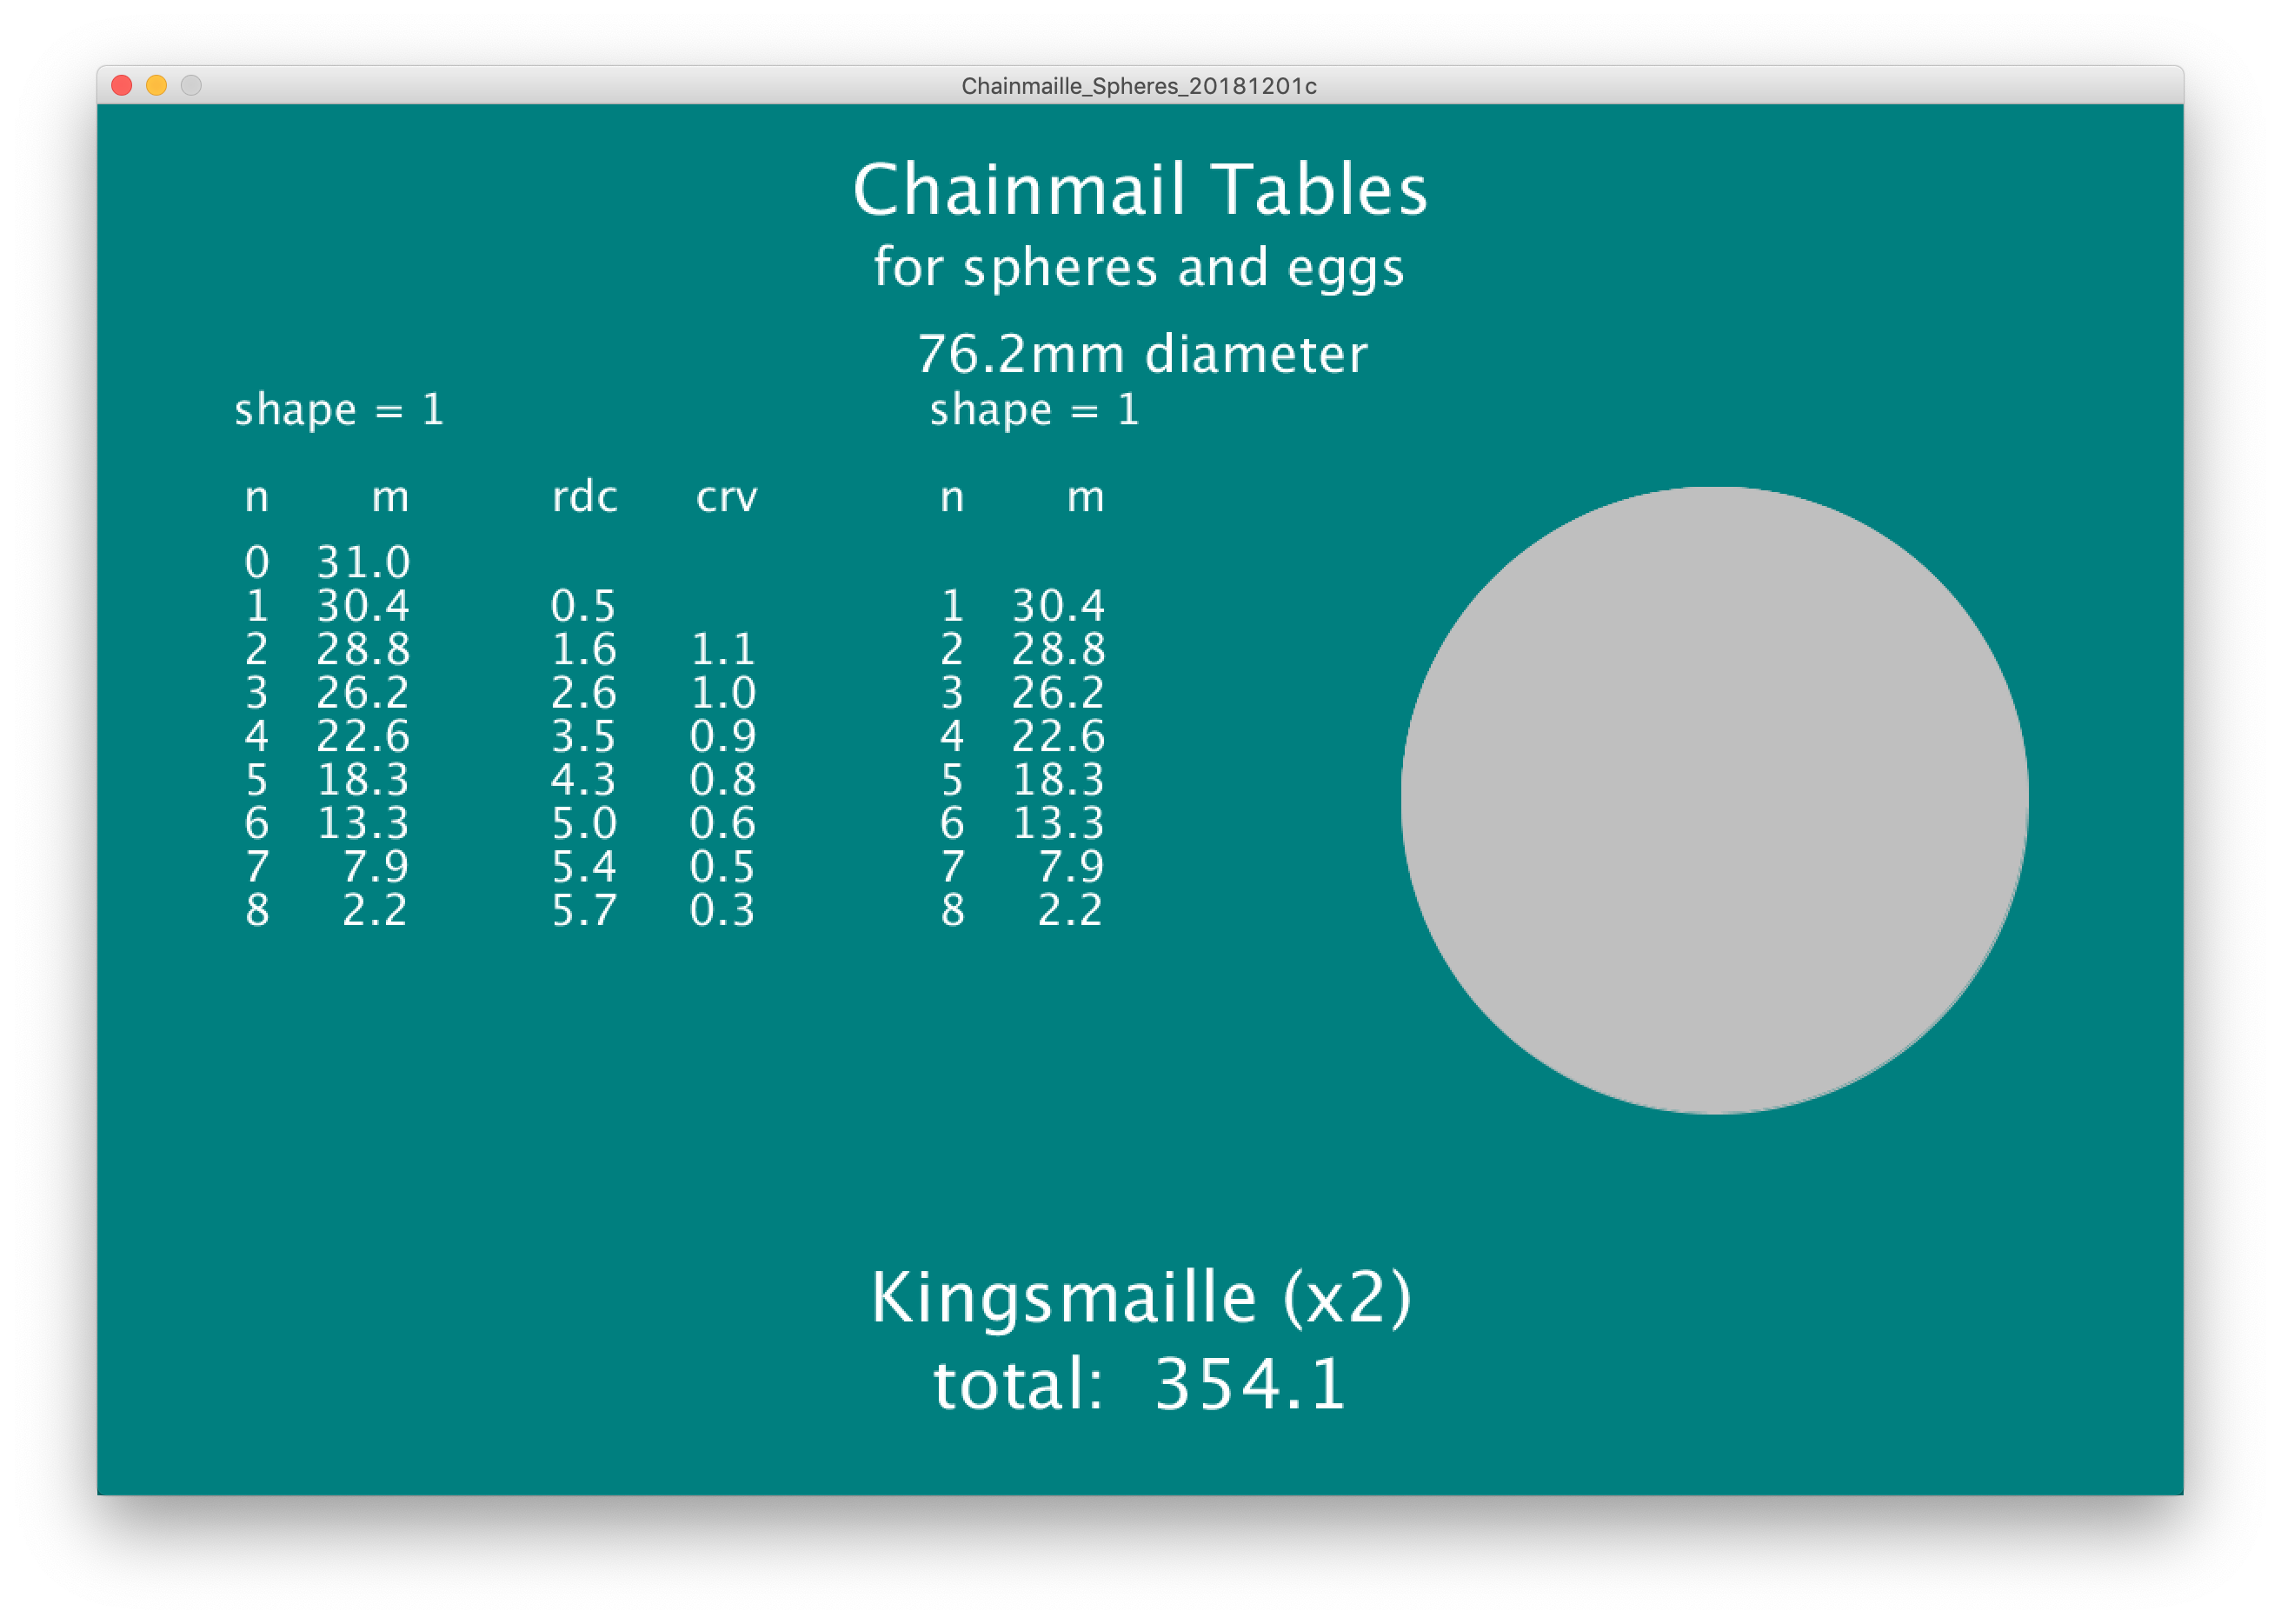 Chainmaille_Spheres_20181201c
Chainmail Tables
for spheres and eggs
76.2mm diameter
shape = 1 shape = 1
n m rdc crv n m
0 31.0
1 30.4 0.5 1 30.4
2 28.8 1.6 1.1 2 28.8
3 26.2 2.6 1.0 3 26.2
4 22.6 3.5 0.9 4 22.6
5 18.3 4.3 0.8 5 18.3
6 13.3 5.0 0.6 6 13.3
7 7.9 5.4 0.5 7 7.9
8 2.2 5.7 0.3 8 2.2
Kingsmaille (x2)
total: 354.1